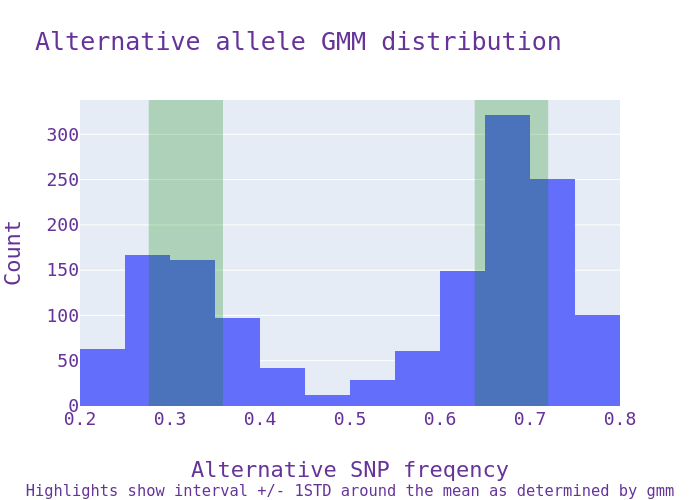 Alternative allele GMM distribution
Count
300
250
200
150
100
50
0
0.2 0.3 0.4 0.5 0.6 0.7 0.8
Alternative SNP freqency
Highlights show interval +/- 1STD around the mean as determined by gmm